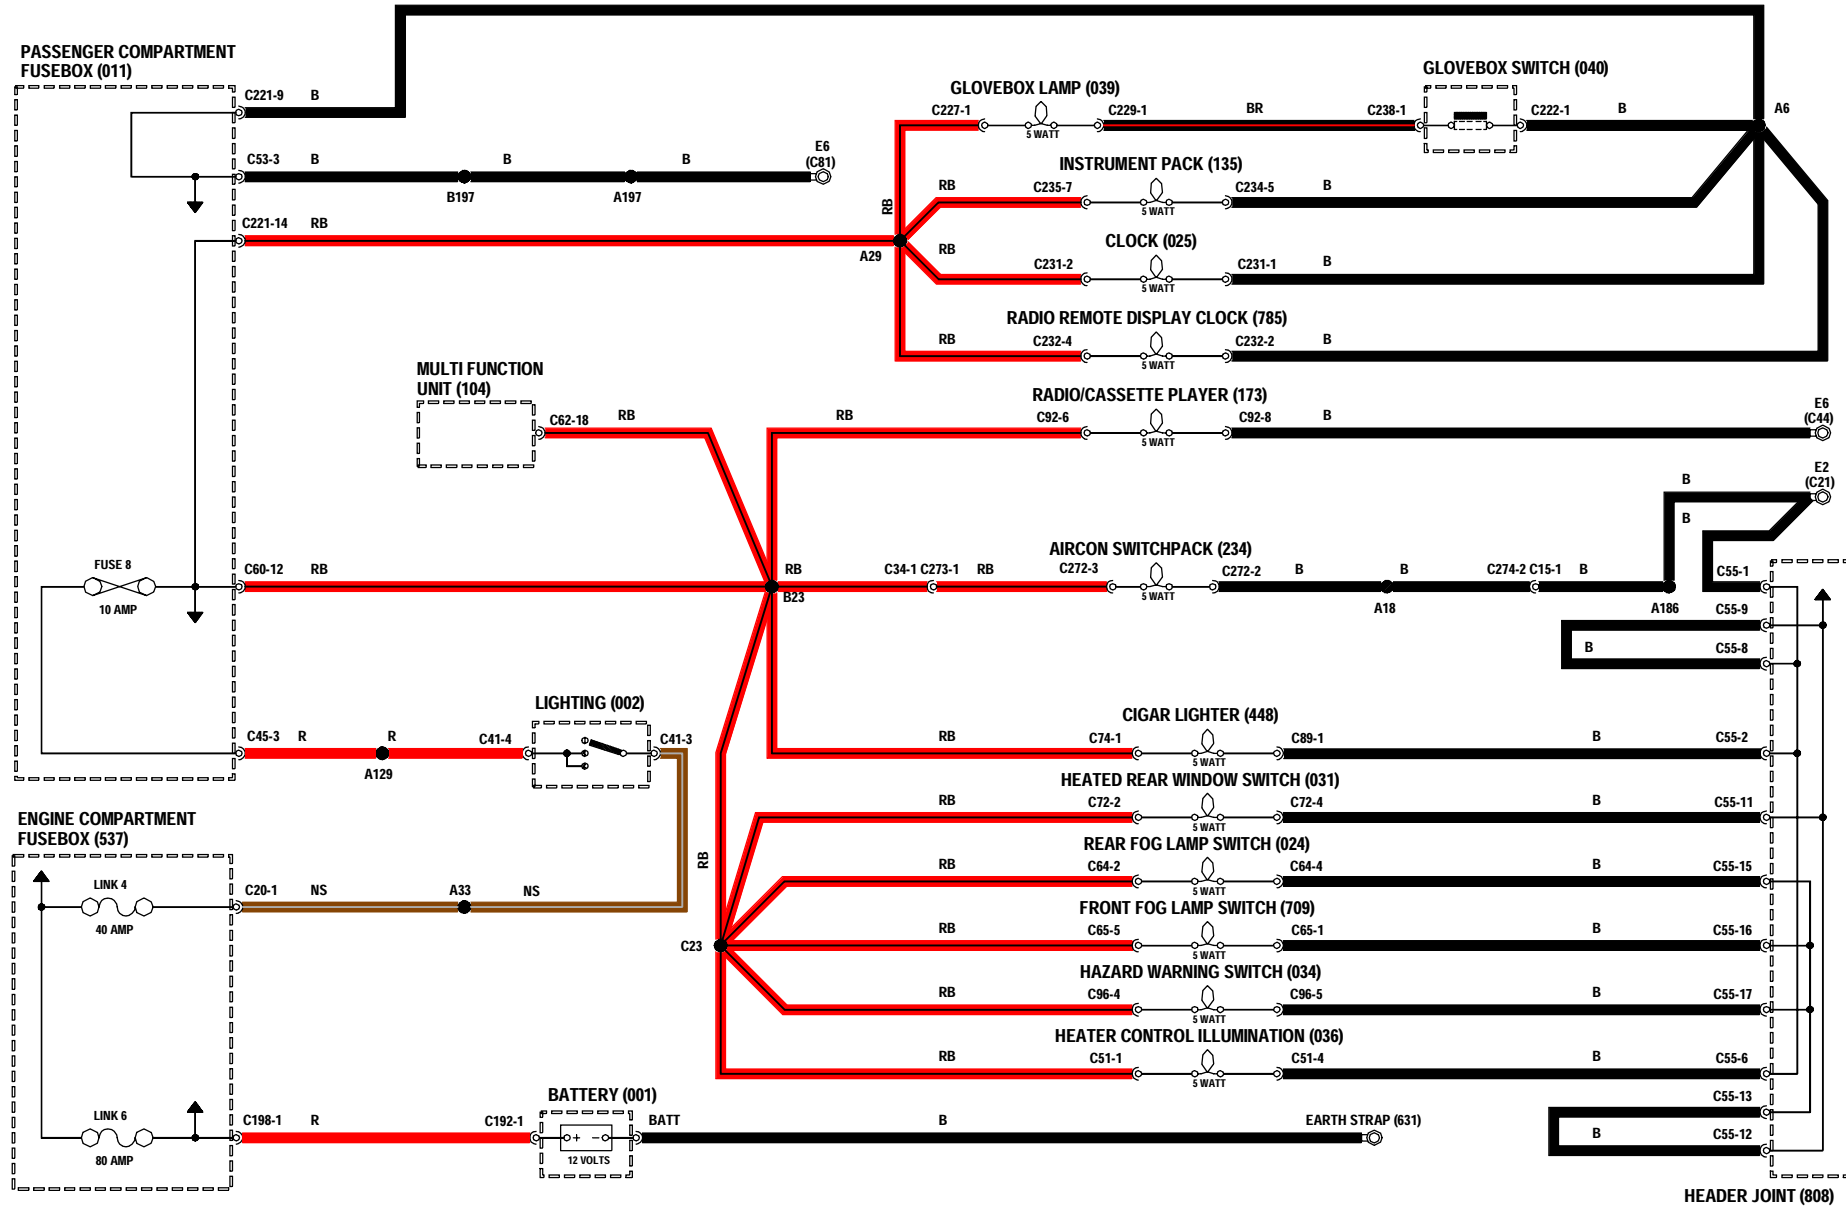 PASSENGER COMPARTMENT
FUSEBOX (011)
C221-9 B
GLOVEBOX LAMP (039)
GLOVEBOX SWITCH (040)
C227-1 5 WATT C229-1 BR C238-1 C222-1 B A6
C53-3 B B B E6
(C81)
B197 A197
INSTRUMENT PACK (135)
RB RB C235-7 5 WATT C234-5 B
C221-14 RB
A29
CLOCK (025)
RB C231-2 5 WATT C231-1 B
RADIO REMOTE DISPLAY CLOCK (785)
RB C232-4 5 WATT C232-2 B
MULTI FUNCTION
UNIT (104)
C62-18 RB
RADIO/CASSETTE PLAYER (173)
RB C92-6 5 WATT C92-8 B E6
(C44)
E2
(C21)
B
B
AIRCON SWITCHPACK (234)
FUSE 8
10 AMP
C60-12 RB RB C34-1 C273-1 RB C272-3 5 WATT C272-2 B B C274-2 C15-1 B C55-1
B23 A18 A186
C55-9
B C55-8
LIGHTING (002)
C45-3 R R C41-4 C41-3
A129
CIGAR LIGHTER (448)
RB C74-1 5 WATT C89-1 B C55-2
HEATED REAR WINDOW SWITCH (031)
RB C72-2 5 WATT C72-4 B C55-11
ENGINE COMPARTMENT
FUSEBOX (537)
REAR FOG LAMP SWITCH (024)
RB RB C64-2 5 WATT C64-4 B C55-15
LINK 4
40 AMP
C20-1 NS A33 NS
FRONT FOG LAMP SWITCH (709)
C23 RB C65-5 5 WATT C65-1 B C55-16
HAZARD WARNING SWITCH (034)
RB C96-4 5 WATT C96-5 B C55-17
HEATER CONTROL ILLUMINATION (036)
RB C51-1 5 WATT C51-4 B C55-6
C55-13
B C55-12
BATTERY (001)
LINK 6
80 AMP
C198-1 R C192-1 + - BATT B EARTH STRAP (631)
12 VOLTS
HEADER JOINT (808)